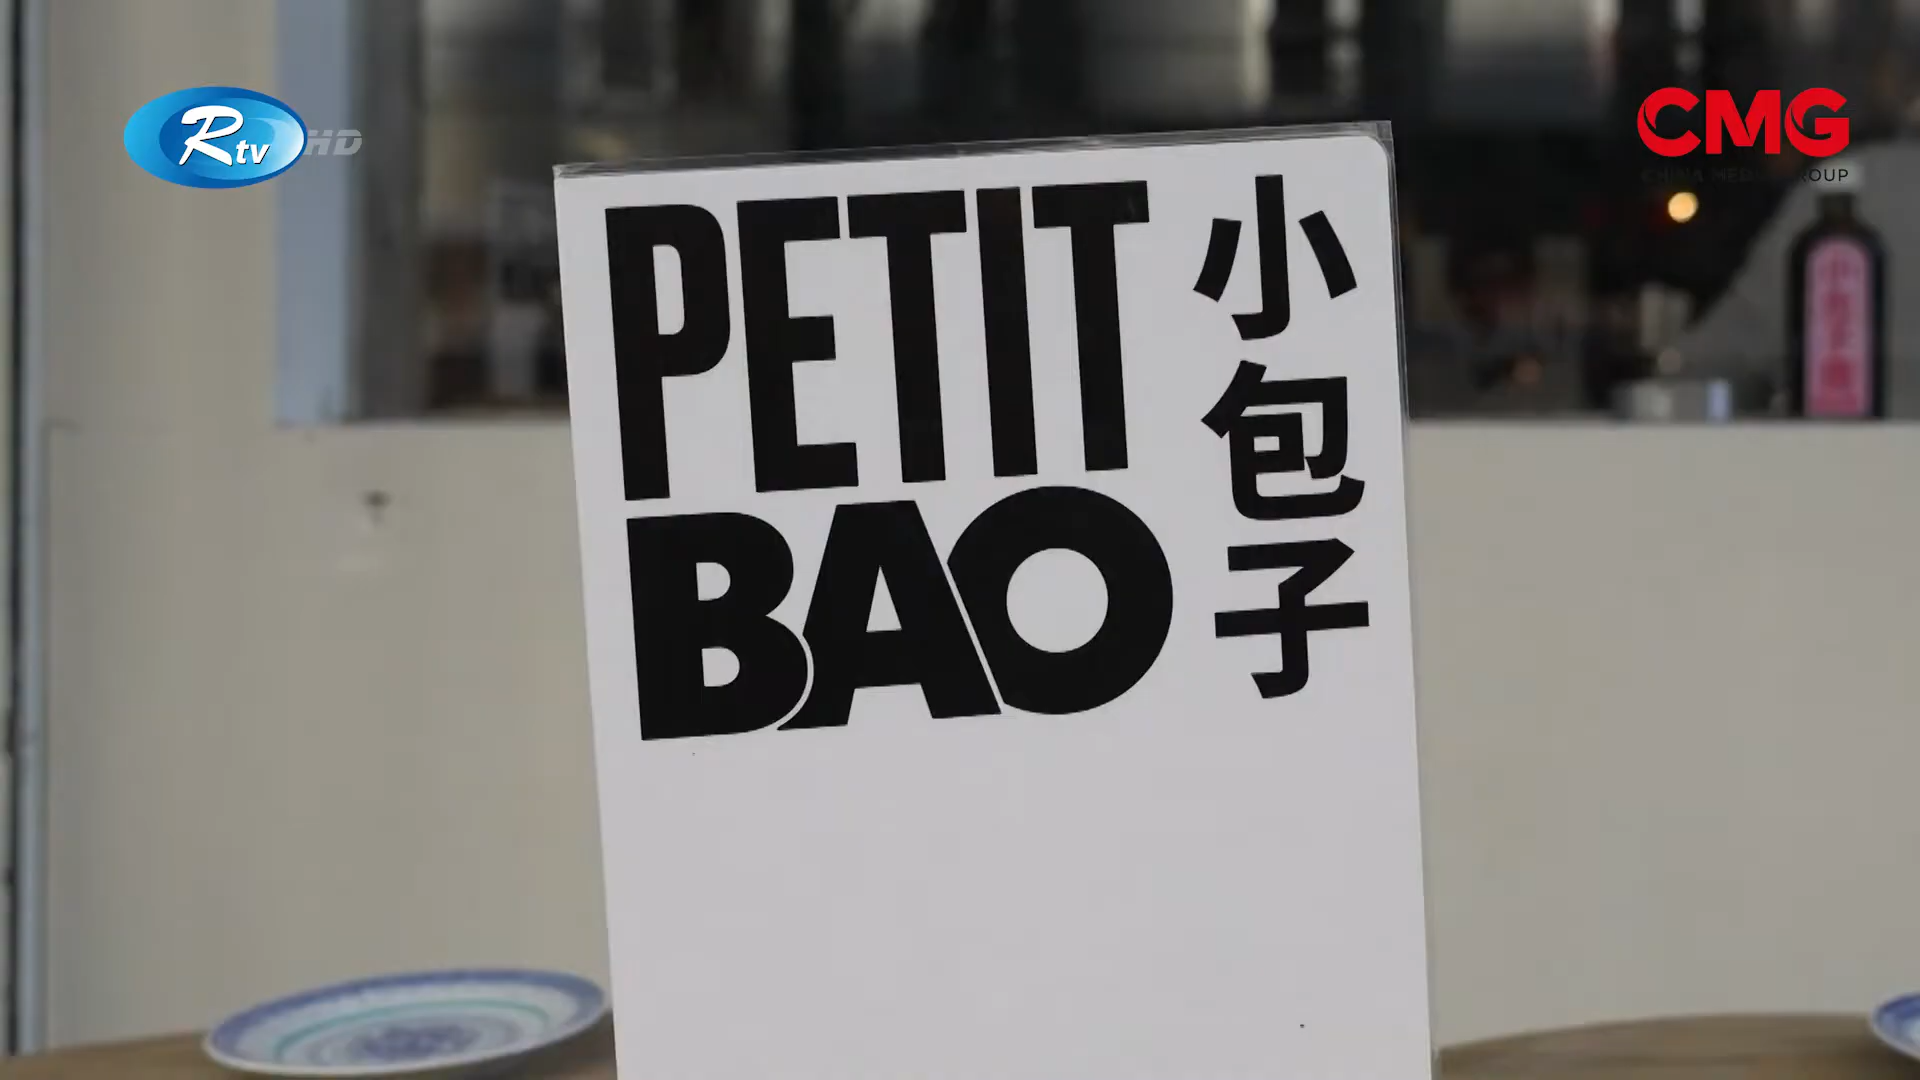 Rtv HD
CMG
CHINA MEDIA GROUP
PETIT
BAO
小包子